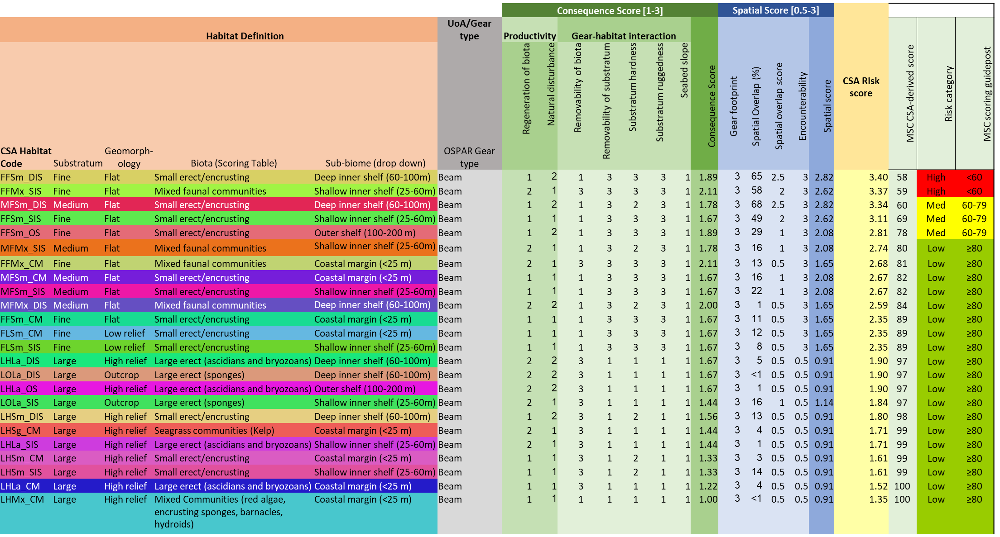 Consequence Score [1-3] Spatial Score [0.5-3]
Habitat Definition UoA/Gear type Productivity Gear-habitat interaction
CSA Habitat Code Substratum Geomorph-ology Biota (Scoring Table) Sub-biome (drop down) OSPAR Gear type Regeneration of biota Natural disturbance Removability of biota Removability of substratum Substratum hardness Substratum ruggedness Seabed slope Consequence Score Gear footprint Spatial Overlap (%) Spatial overlap score Encounterability Spatial score CSA Risk score MSC CSA-derived score Risk category MSC scoring guidepost
FFSm_DIS Fine Flat Small erect/encrusting Deep inner shelf (60-100m) Beam 1 2 1 3 3 3 1 1.89 3 65 2.5 3 2.82 3.40 58 High <60
FFMx_SIS Fine Flat Mixed faunal communities Shallow inner shelf (25-60m) Beam 2 1 3 3 3 3 1 2.11 3 58 2 3 2.62 3.37 59 High <60
MFSm_DIS Medium Flat Small erect/encrusting Deep inner shelf (60-100m) Beam 1 2 1 3 2 3 1 1.78 3 68 2.5 3 2.82 3.34 60 Med 60-79
FFSm_SIS Fine Flat Small erect/encrusting Shallow inner shelf (25-60m) Beam 1 1 1 3 3 3 1 1.67 3 49 2 3 2.62 3.11 69 Med 60-79
FFSm_OS Fine Flat Small erect/encrusting Outer shelf (100-200 m) Beam 1 2 1 3 3 3 1 1.89 3 29 1 3 2.08 2.81 78 Med 60-79
MFMx_SIS Medium Flat Mixed faunal communities Shallow inner shelf (25-60m) Beam 2 1 1 3 2 3 1 1.78 3 16 1 3 2.08 2.74 80 Low ≥80
FFMx_CM Fine Flat Mixed faunal communities Coastal margin (<25 m) Beam 2 1 3 3 3 3 1 2.11 3 13 0.5 3 1.65 2.68 81 Low ≥80
MFSm_CM Medium Flat Small erect/encrusting Coastal margin (<25 m) Beam 1 1 1 3 3 3 1 1.67 3 16 1 3 2.08 2.67 82 Low ≥80
MFSm_SIS Medium Flat Small erect/encrusting Shallow inner shelf (25-60m) Beam 1 1 1 3 3 3 1 1.67 3 22 1 3 2.08 2.67 82 Low ≥80
MFMx_DIS Medium Flat Mixed faunal communities Deep inner shelf (60-100m) Beam 2 2 1 3 2 3 1 2.00 3 1 0.5 3 1.65 2.59 84 Low ≥80
FFSm_CM Fine Flat Small erect/encrusting Coastal margin (<25 m) Beam 1 1 1 3 3 3 1 1.67 3 11 0.5 3 1.65 2.35 89 Low ≥80
FLSm_CM Fine Low relief Small erect/encrusting Coastal margin (<25 m) Beam 1 1 1 3 3 3 1 1.67 3 12 0.5 3 1.65 2.35 89 Low ≥80
FLSm_SIS Fine Low relief Small erect/encrusting Shallow inner shelf (25-60m) Beam 1 1 1 3 3 3 1 1.67 3 8 0.5 3 1.65 2.35 89 Low ≥80
LHLa_DIS Large High relief Large erect (ascidians and bryozoans) Deep inner shelf (60-100m) Beam 2 2 3 1 1 1 1 1.67 3 5 0.5 0.5 0.91 1.90 97 Low ≥80
LOLa_DIS Large Outcrop Large erect (sponges) Deep inner shelf (60-100m) Beam 2 2 3 1 1 1 1 1.67 3 <1 0.5 0.5 0.91 1.90 97 Low ≥80
LHLa_OS Large High relief Large erect (ascidians and bryozoans) Outer shelf (100-200 m) Beam 2 2 3 1 1 1 1 1.67 3 1 0.5 0.5 0.91 1.90 97 Low ≥80
LOLa_SIS Large Outcrop Large erect (sponges) Shallow inner shelf (25-60m) Beam 2 1 3 1 1 1 1 1.44 3 16 1 0.5 1.14 1.84 97 Low ≥80
LHSm_DIS Large High relief Small erect/encrusting Deep inner shelf (60-100m) Beam 1 2 3 1 2 1 1 1.56 3 13 0.5 0.5 0.91 1.80 98 Low ≥80
LHSg_CM Large High relief Seagrass communities (Kelp) Coastal margin (<25 m) Beam 2 1 3 1 1 1 1 1.44 3 4 0.5 0.5 0.91 1.71 99 Low ≥80
LHLa_SIS Large High relief Large erect (ascidians and bryozoans) Shallow inner shelf (25-60m) Beam 2 1 3 1 1 1 1 1.44 3 1 0.5 0.5 0.91 1.71 99 Low ≥80
LHSm_CM Large High relief Small erect/encrusting Coastal margin (<25 m) Beam 1 1 3 1 2 1 1 1.33 3 3 0.5 0.5 0.91 1.61 99 Low ≥80
LHSm_SIS Large High relief Small erect/encrusting Shallow inner shelf (25-60m) Beam 1 1 3 1 2 1 1 1.33 3 14 0.5 0.5 0.91 1.61 99 Low ≥80
LHLa_CM Large High relief Large erect (ascidians and bryozoans) Coastal margin (<25 m) Beam 1 1 3 1 1 1 1 1.22 3 4 0.5 0.5 0.91 1.52 100 Low ≥80
LHMx_CM Large High relief Mixed Communities (red algae, Coastal margin (<25 m) Beam 1 1 1 1 1 1 1 1.00 3 <1 0.5 0.5 0.91 1.35 100 Low ≥80
encrusting sponges, barnacles,
hydroids)